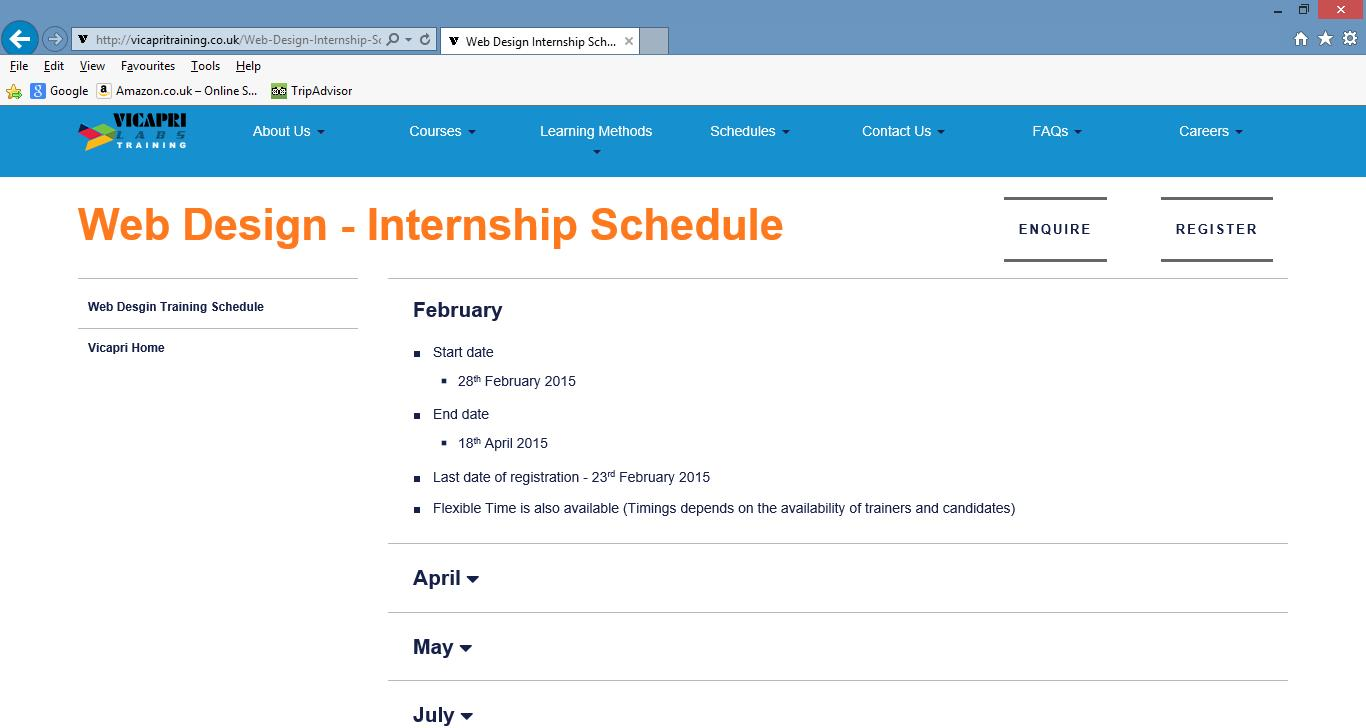 http://vicapritraining.co.uk/Web-Design-Internship-Sc
Web Design Internship Sch...
File Edit View Favourites Tools Help
Google Amazon.co.uk – Online S... TripAdvisor
VICAPRI
LABS
TRAINING
About Us Courses Learning Methods Schedules Contact Us FAQs Careers
Web Design - Internship Schedule
ENQUIRE REGISTER
Web Desgin Training Schedule
Vicapri Home
February
Start date
28th February 2015
End date
18th April 2015
Last date of registration - 23rd February 2015
Flexible Time is also available (Timings depends on the availability of trainers and candidates)
April
May
July